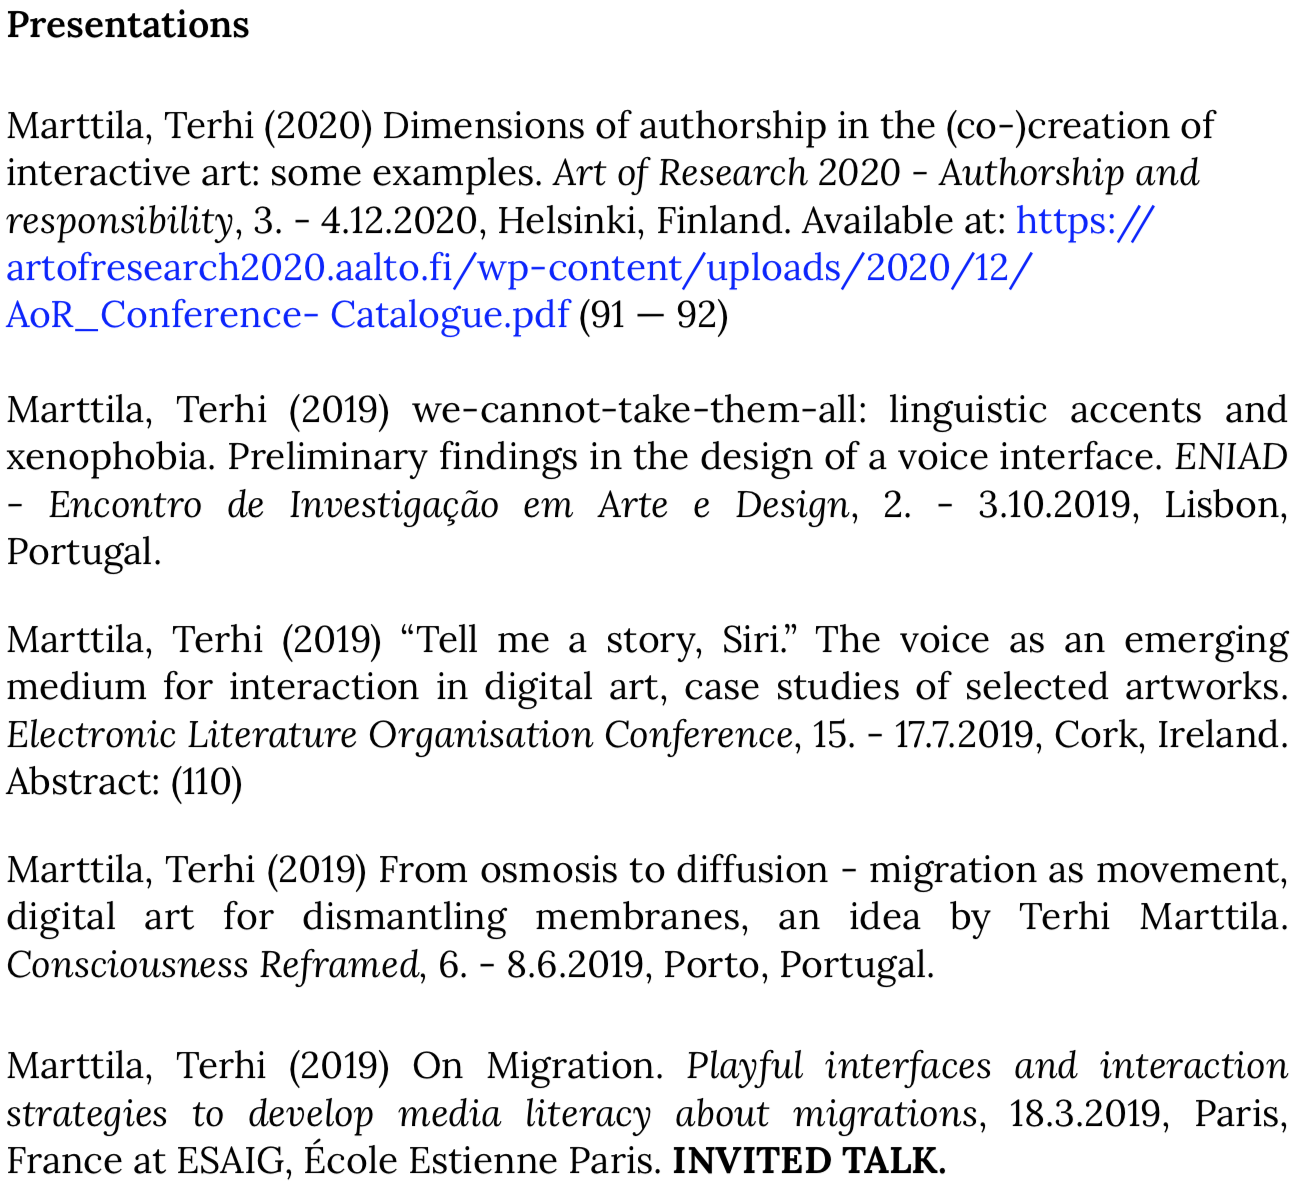 Presentations
Marttila, Terhi (2020) Dimensions of authorship in the (co-)creation of
interactive art: some examples. Art of Research 2020 - Authorship and
responsibility, 3. - 4.12.2020, Helsinki, Finland. Available at: https://
artofresearch2020.aalto.fi/wp-content/uploads/2020/12/
AoR_Conference- Catalogue.pdf (91 — 92)
Marttila, Terhi (2019) we-cannot-take-them-all: linguistic accents and
xenophobia. Preliminary findings in the design of a voice interface. ENIAD
- Encontro de Investigação em Arte e Design, 2. - 3.10.2019, Lisbon,
Portugal.
Marttila, Terhi (2019) “Tell me a story, Siri.” The voice as an emerging
medium for interaction in digital art, case studies of selected artworks.
Electronic Literature Organisation Conference, 15. - 17.7.2019, Cork, Ireland.
Abstract: (110)
Marttila, Terhi (2019) From osmosis to diffusion - migration as movement,
digital art for dismantling membranes, an idea by Terhi Marttila.
Consciousness Reframed, 6. - 8.6.2019, Porto, Portugal.
Marttila, Terhi (2019) On Migration. Playful interfaces and interaction
strategies to develop media literacy about migrations, 18.3.2019, Paris,
France at ESAIG, École Estienne Paris. INVITED TALK.